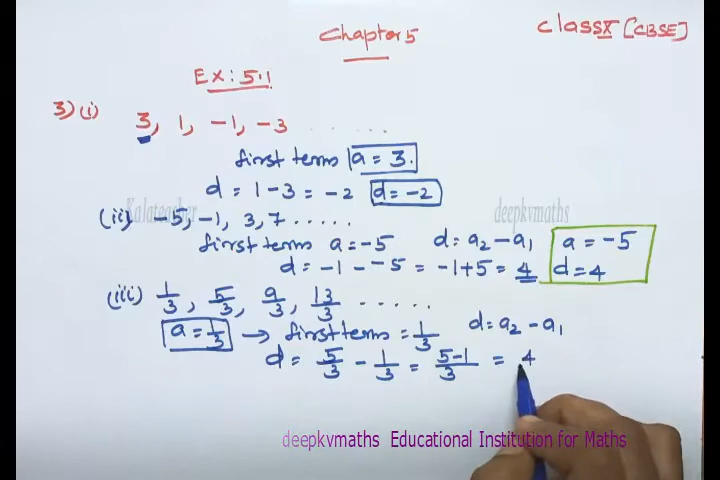 Chapter 5
class X [CBSE]
Ex: 5.1
3) (i) 3, 1, -1, -3 ......
first term s a = 3.
d = 1 - 3 = -2 d = -2
Kalateacher deepkvmaths
(ii) -5, -1, 3, 7 .....
first term s a = -5 d = a2 - a1
d = -1 - -5 = -1+5 = 4
a = -5
d = 4
(iii) 1/3, 5/3, 9/3, 13/3 ......
a = 1/3 → first term s = 1/3 d = a2 - a1
d = 5/3 - 1/3 = 5-1/3 = 4
deepkvmaths Educational Institution for Maths